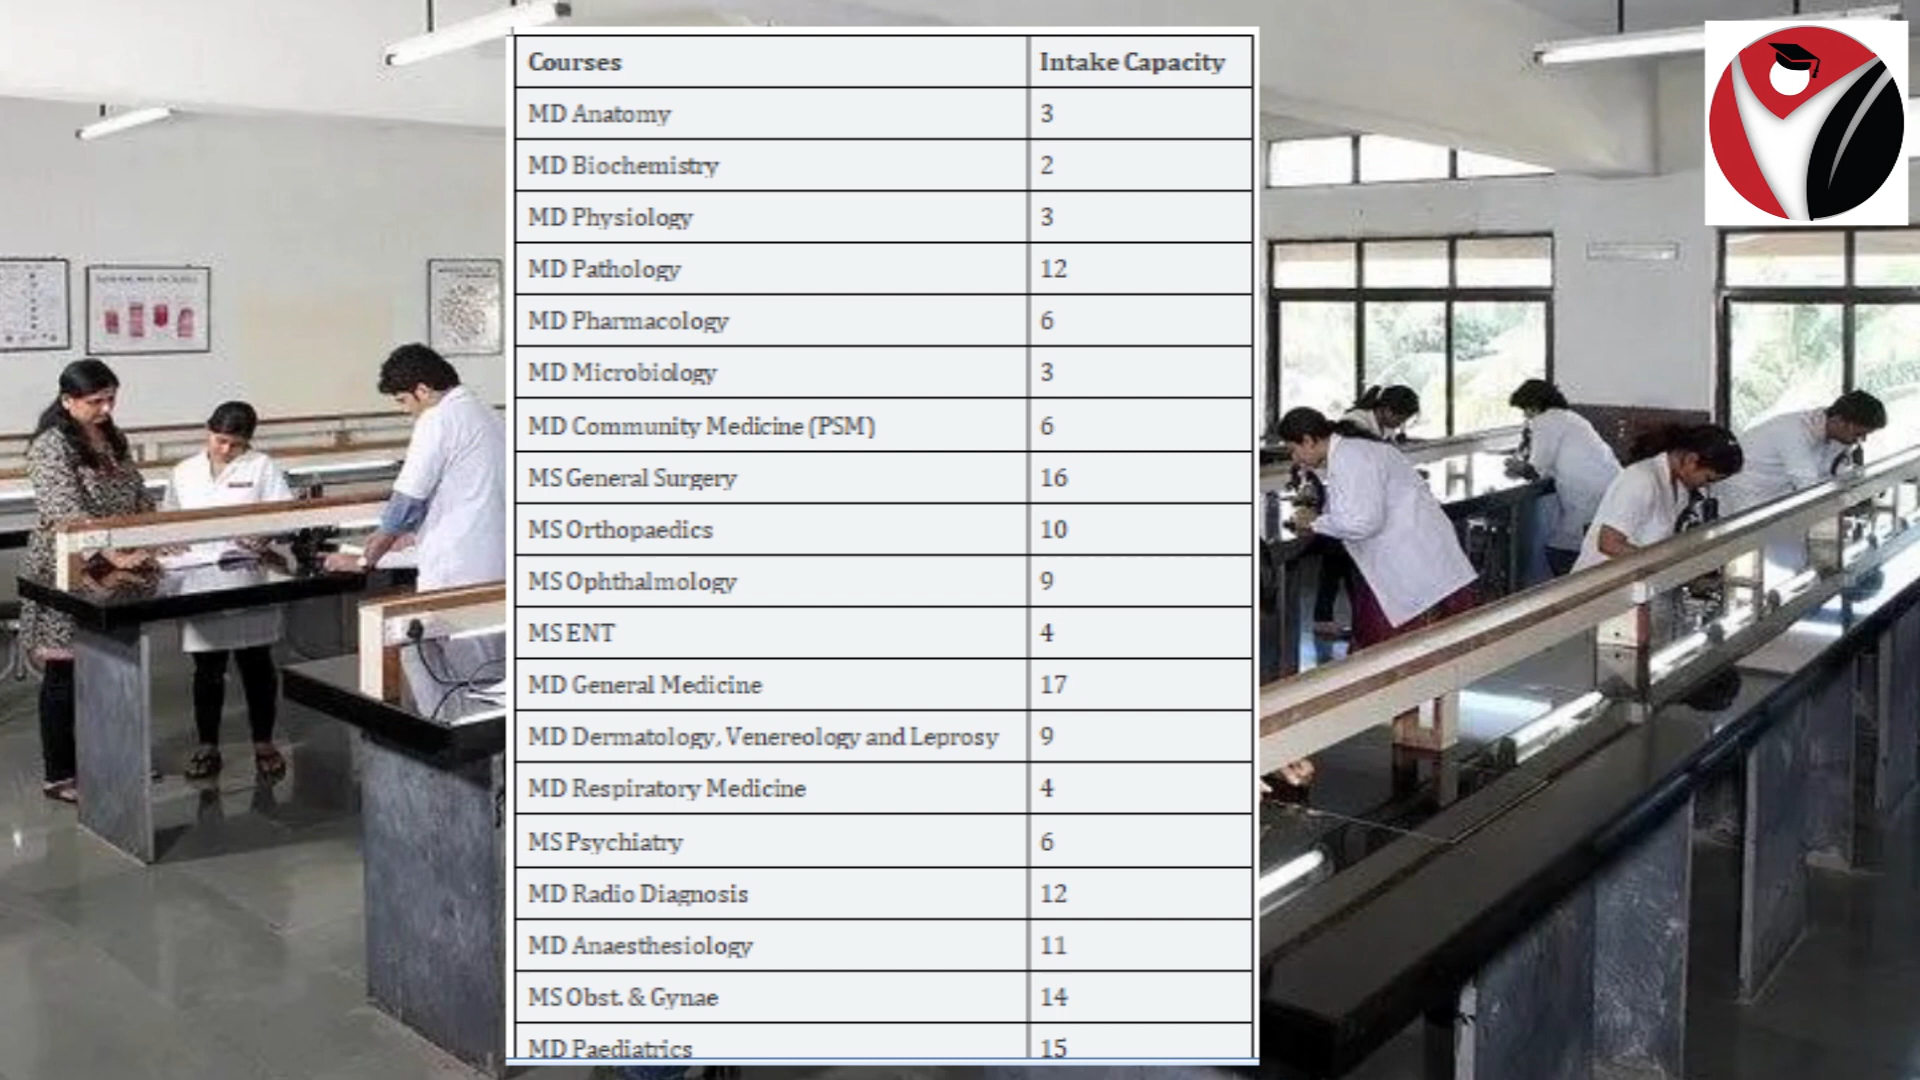 Courses Intake Capacity
MD Anatomy 3
MD Biochemistry 2
MD Physiology 3
MD Pathology 12
MD Pharmacology 6
MD Microbiology 3
MD Community Medicine (PSM) 6
MS General Surgery 16
MS Orthopaedics 10
MS Ophthalmology 9
MS ENT 4
MD General Medicine 17
MD Dermatology, Venereology and Leprosy 9
MD Respiratory Medicine 4
MS Psychiatry 6
MD Radio Diagnosis 12
MD Anaesthesiology 11
MS Obst. & Gynae 14
MD Paediatrics 15